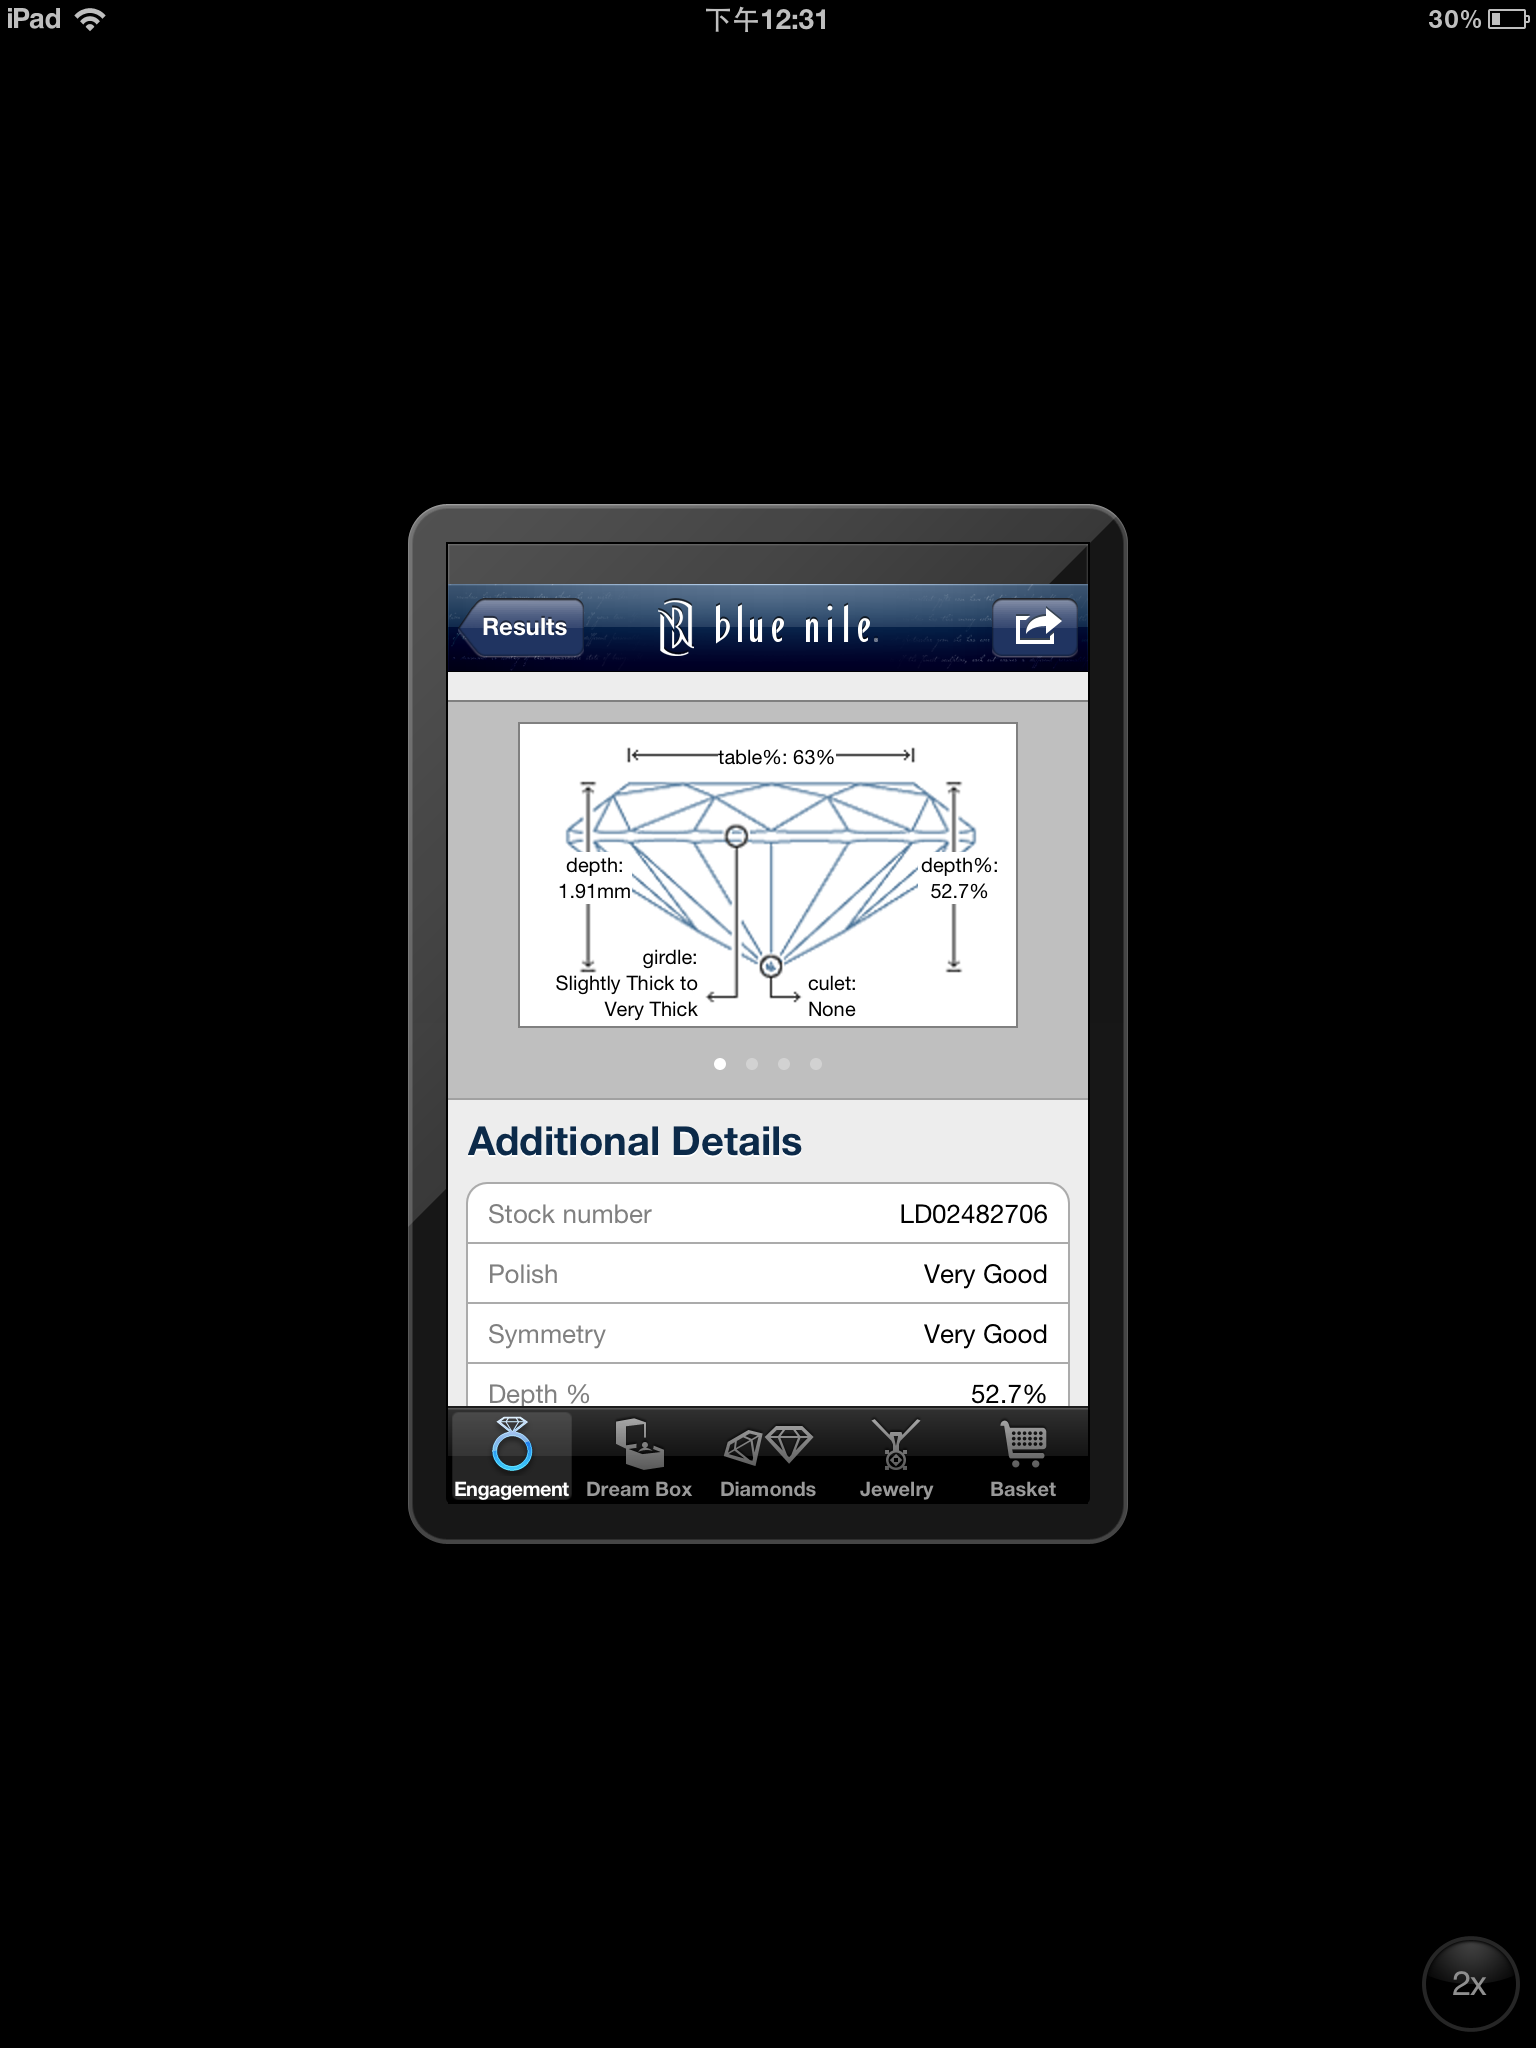 iPad 下午12:31 30%
Results blue nile.
table%: 63%
depth:
1.91mm
depth%:
52.7%
girdle:
Slightly Thick to
Very Thick
culet:
None
Additional Details
Stock number LD02482706
Polish Very Good
Symmetry Very Good
Depth % 52.7%
Engagement Dream Box Diamonds Jewelry Basket
2x